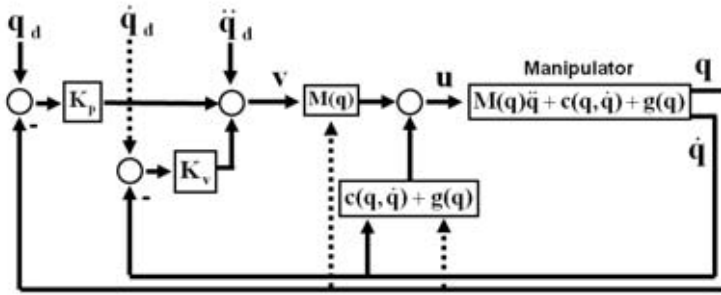 q d q̇ d q̈ d
v u Manipulator q
K p M(q) M(q)q̈ + c(q, q̇) + g(q)
-
q̇
K v
-
c(q, q̇) + g(q)